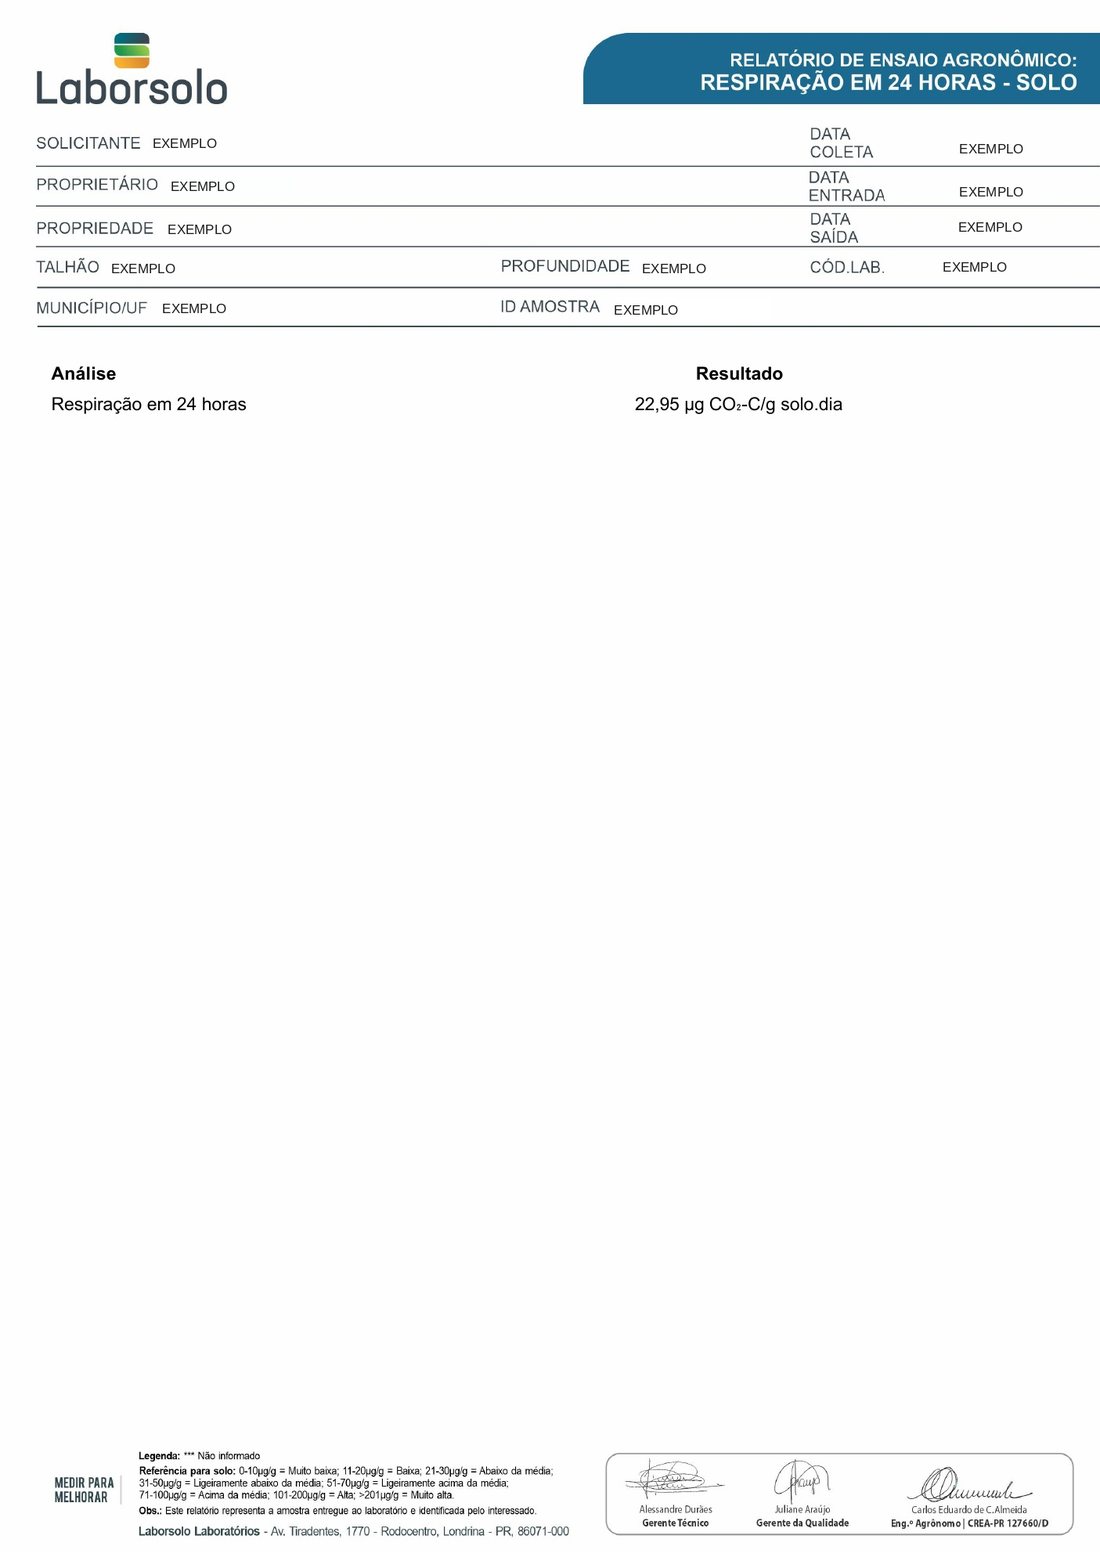 Laborsolo
RELATÓRIO DE ENSAIO AGRONÔMICO:
RESPIRAÇÃO EM 24 HORAS - SOLO
SOLICITANTE EXEMPLO
DATA COLETA EXEMPLO
PROPRIETÁRIO EXEMPLO
DATA ENTRADA EXEMPLO
PROPRIEDADE EXEMPLO
DATA SAÍDA EXEMPLO
TALHÃO EXEMPLO PROFUNDIDADE EXEMPLO CÓD.LAB. EXEMPLO
MUNICÍPIO/UF EXEMPLO ID AMOSTRA EXEMPLO
Análise Resultado
Respiração em 24 horas 22,95 µg CO₂-C/g solo.dia
MEDIR PARA
MELHORAR
Legenda: *** Não informado
Referência para solo: 0-10µg/g = Muito baixa; 11-20µg/g = Baixa; 21-30µg/g = Abaixo da média;
31-50µg/g = Ligeiramente abaixo da média; 51-70µg/g = Ligeiramente acima da média;
71-100µg/g = Acima da média; 101-200µg/g = Alta; >201µg/g = Muito alta.
Obs.: Este relatório representa a amostra entregue ao laboratório e identificada pelo interessado.
Laborsolo Laboratórios - Av. Tiradentes, 1770 - Rodocentro, Londrina - PR, 86071-000
Alessandre Durães
Gerente Técnico
Juliane Araújo
Gerente da Qualidade
Carlos Eduardo de C.Almeida
Eng.º Agrônomo | CREA-PR 127660/D